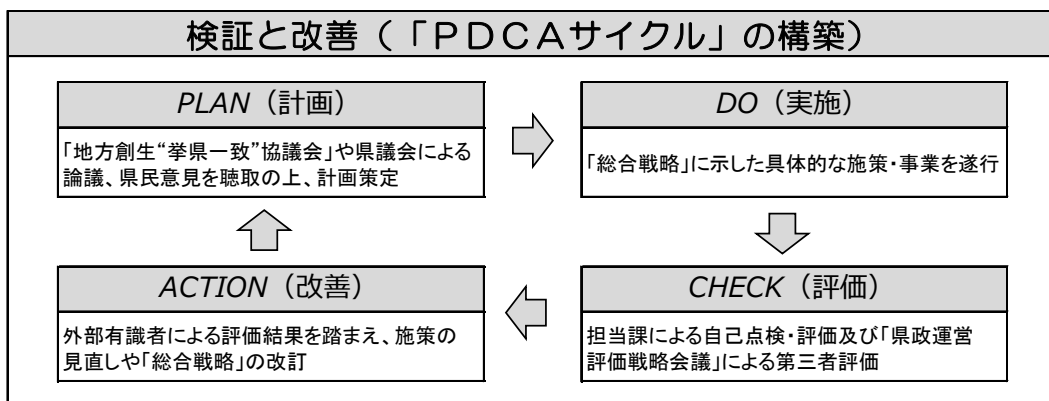 検証と改善（「ＰＤＣＡサイクル」の構築）
PLAN（計画）
「地方創生“挙県一致”協議会」や県議会による
論議、県民意見を聴取の上、計画策定
DO（実施）
「総合戦略」に示した具体的な施策・事業を遂行
ACTION（改善）
外部有識者による評価結果を踏まえ、施策の
見直しや「総合戦略」の改訂
CHECK（評価）
担当課による自己点検・評価及び「県政運営
評価戦略会議」による第三者評価